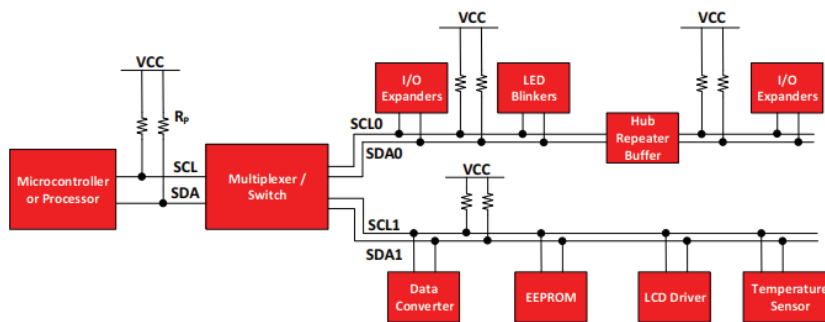 VCC
VCC
VCC
I/O
Expanders
LED
Blinkers
I/O
Expanders
RP
SCL0
Hub
Repeater
Buffer
SDA0
Microcontroller
or Processor
SCL
SDA
Multiplexer /
Switch
VCC
SCL1
SDA1
Data
Converter
EEPROM
LCD Driver
Temperature
Sensor